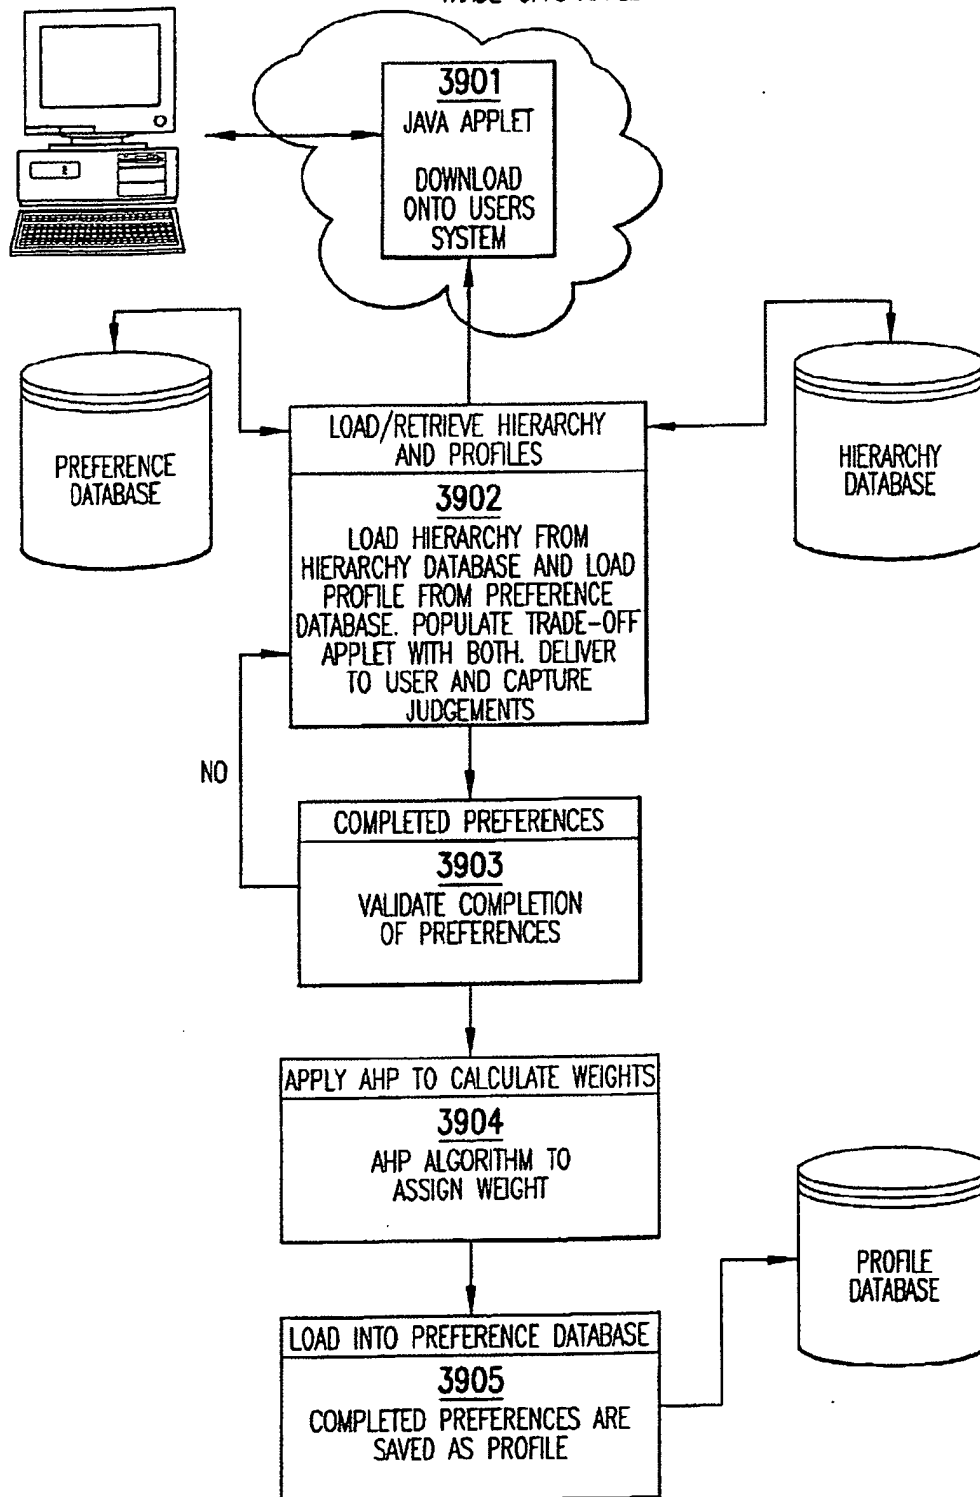 3901
JAVA APPLET
DOWNLOAD
ONTO USERS
SYSTEM
PREFERENCE
DATABASE
LOAD/RETRIEVE HIERARCHY
AND PROFILES
3902
LOAD HIERARCHY FROM
HIERARCHY DATABASE AND LOAD
PROFILE FROM PREFERENCE
DATABASE. POPULATE TRADE-OFF
APPLET WITH BOTH. DELIVER
TO USER AND CAPTURE
JUDGEMENTS
HIERARCHY
DATABASE
NO
COMPLETED PREFERENCES
3903
VALIDATE COMPLETION
OF PREFERENCES
APPLY AHP TO CALCULATE WEIGHTS
3904
AHP ALGORITHM TO
ASSIGN WEIGHT
PROFILE
DATABASE
LOAD INTO PREFERENCE DATABASE
3905
COMPLETED PREFERENCES ARE
SAVED AS PROFILE